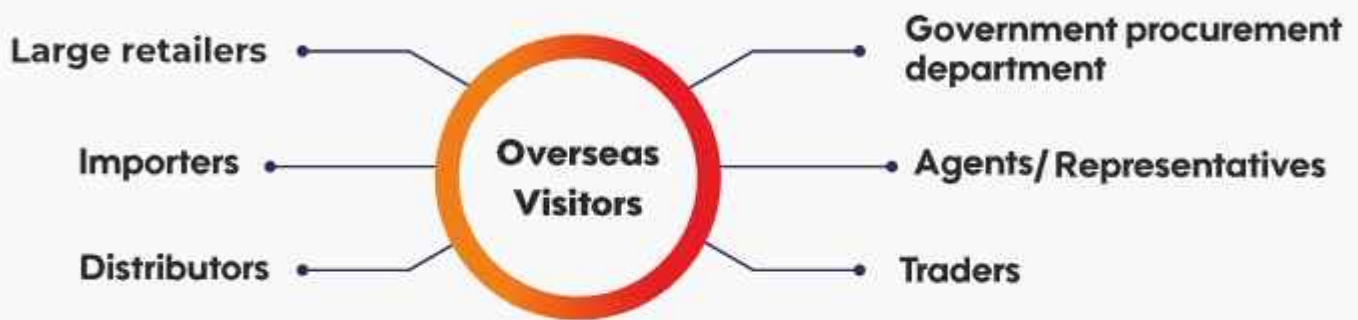 Large retailers
Importers
Distributors
Overseas
Visitors
Government procurement
department
Agents/Representatives
Traders